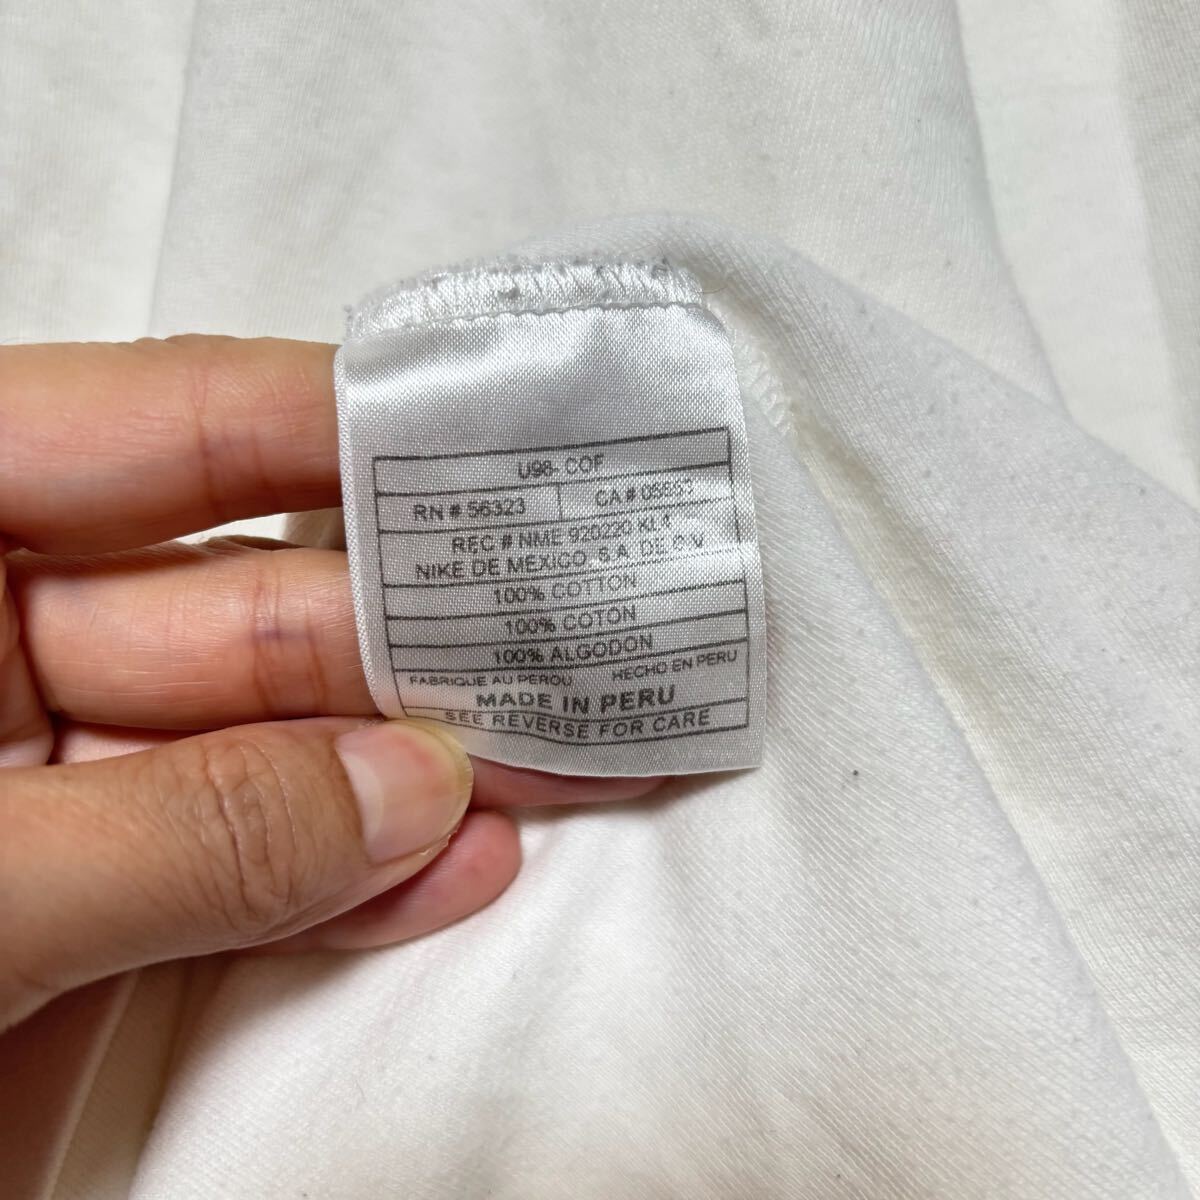 U98- COF
RN # 56323 CA # 05553
REC # NME 920220 KL1
NIKE DE MEXICO, S.A. DE C.V.
100% COTTON
100% COTON
100% ALGODON
FABRIQUE AU PEROU HECHO EN PERU
MADE IN PERU
SEE REVERSE FOR CARE